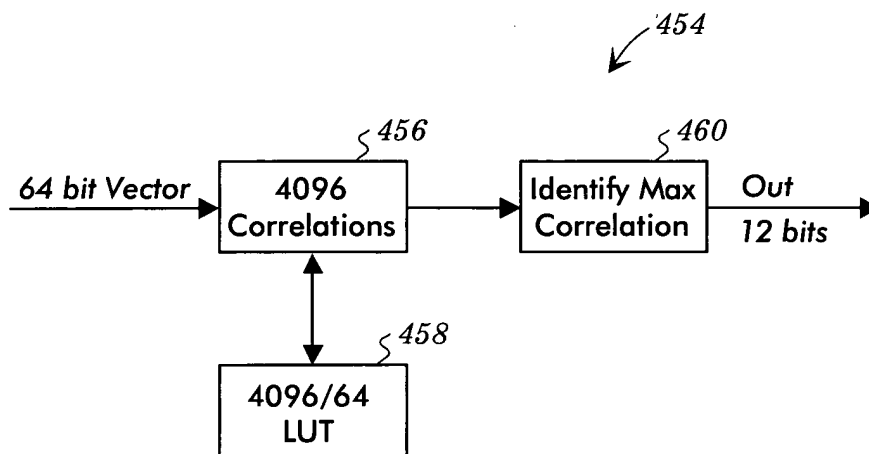 454
456
460
64 bit Vector
4096
Correlations
Identify Max
Correlation
Out
12 bits
458
4096/64
LUT